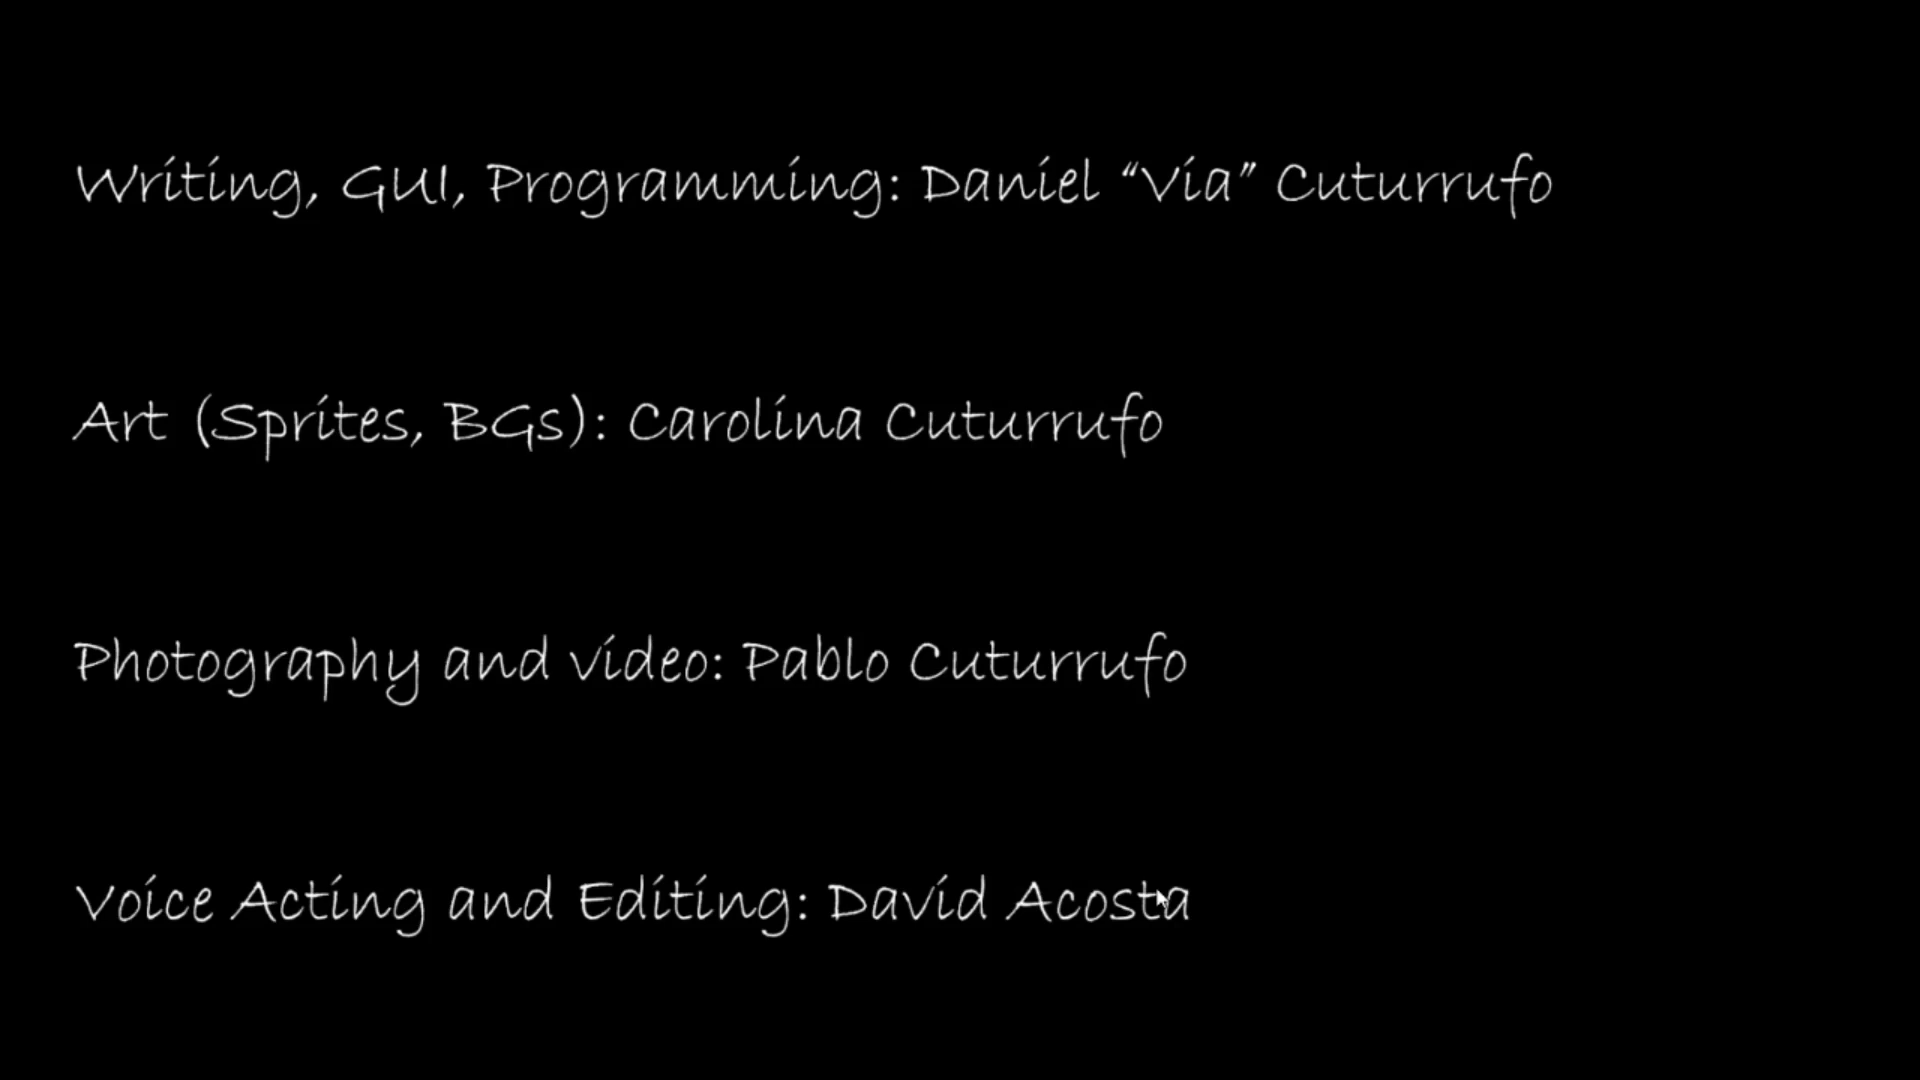 Writing, GUI, Programming: Daniel “Vía” Cuturrufo
Art (Sprites, BGs): Carolina Cuturrufo
Photography and video: Pablo Cuturrufo
Voice Acting and Editing: David Acosta